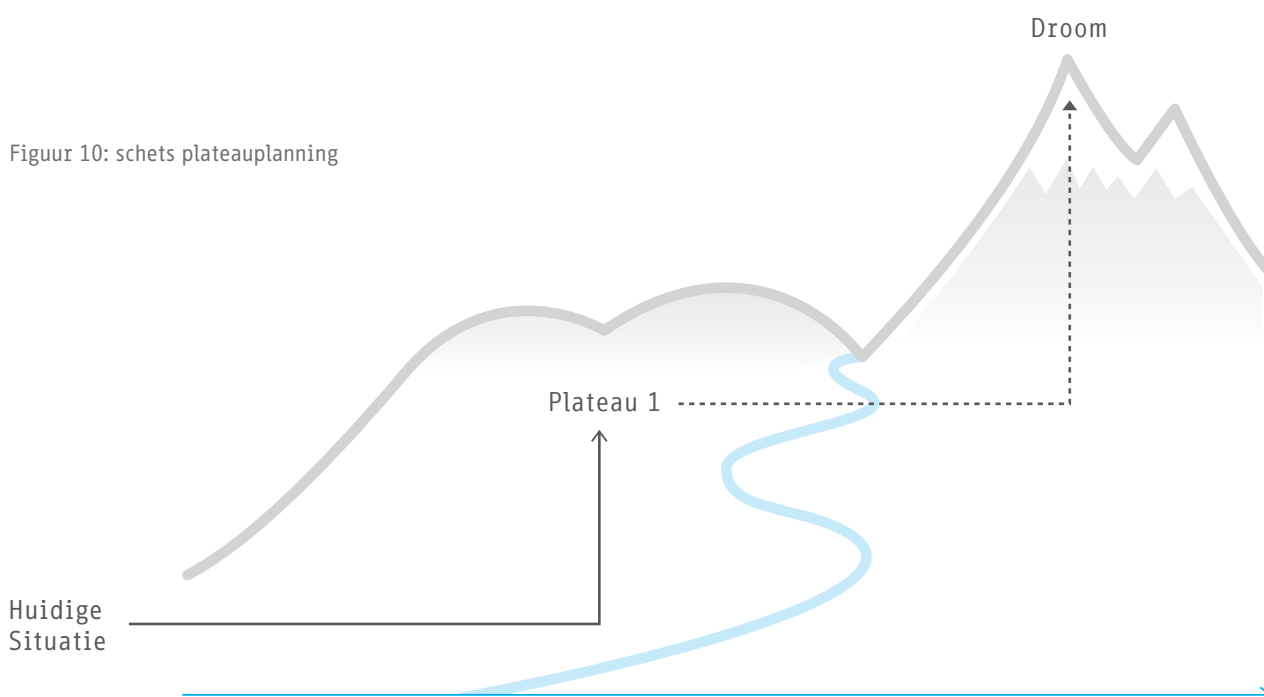 Droom
Figuur 10: schets plateauplanning
Plateau 1
Huidige
Situatie